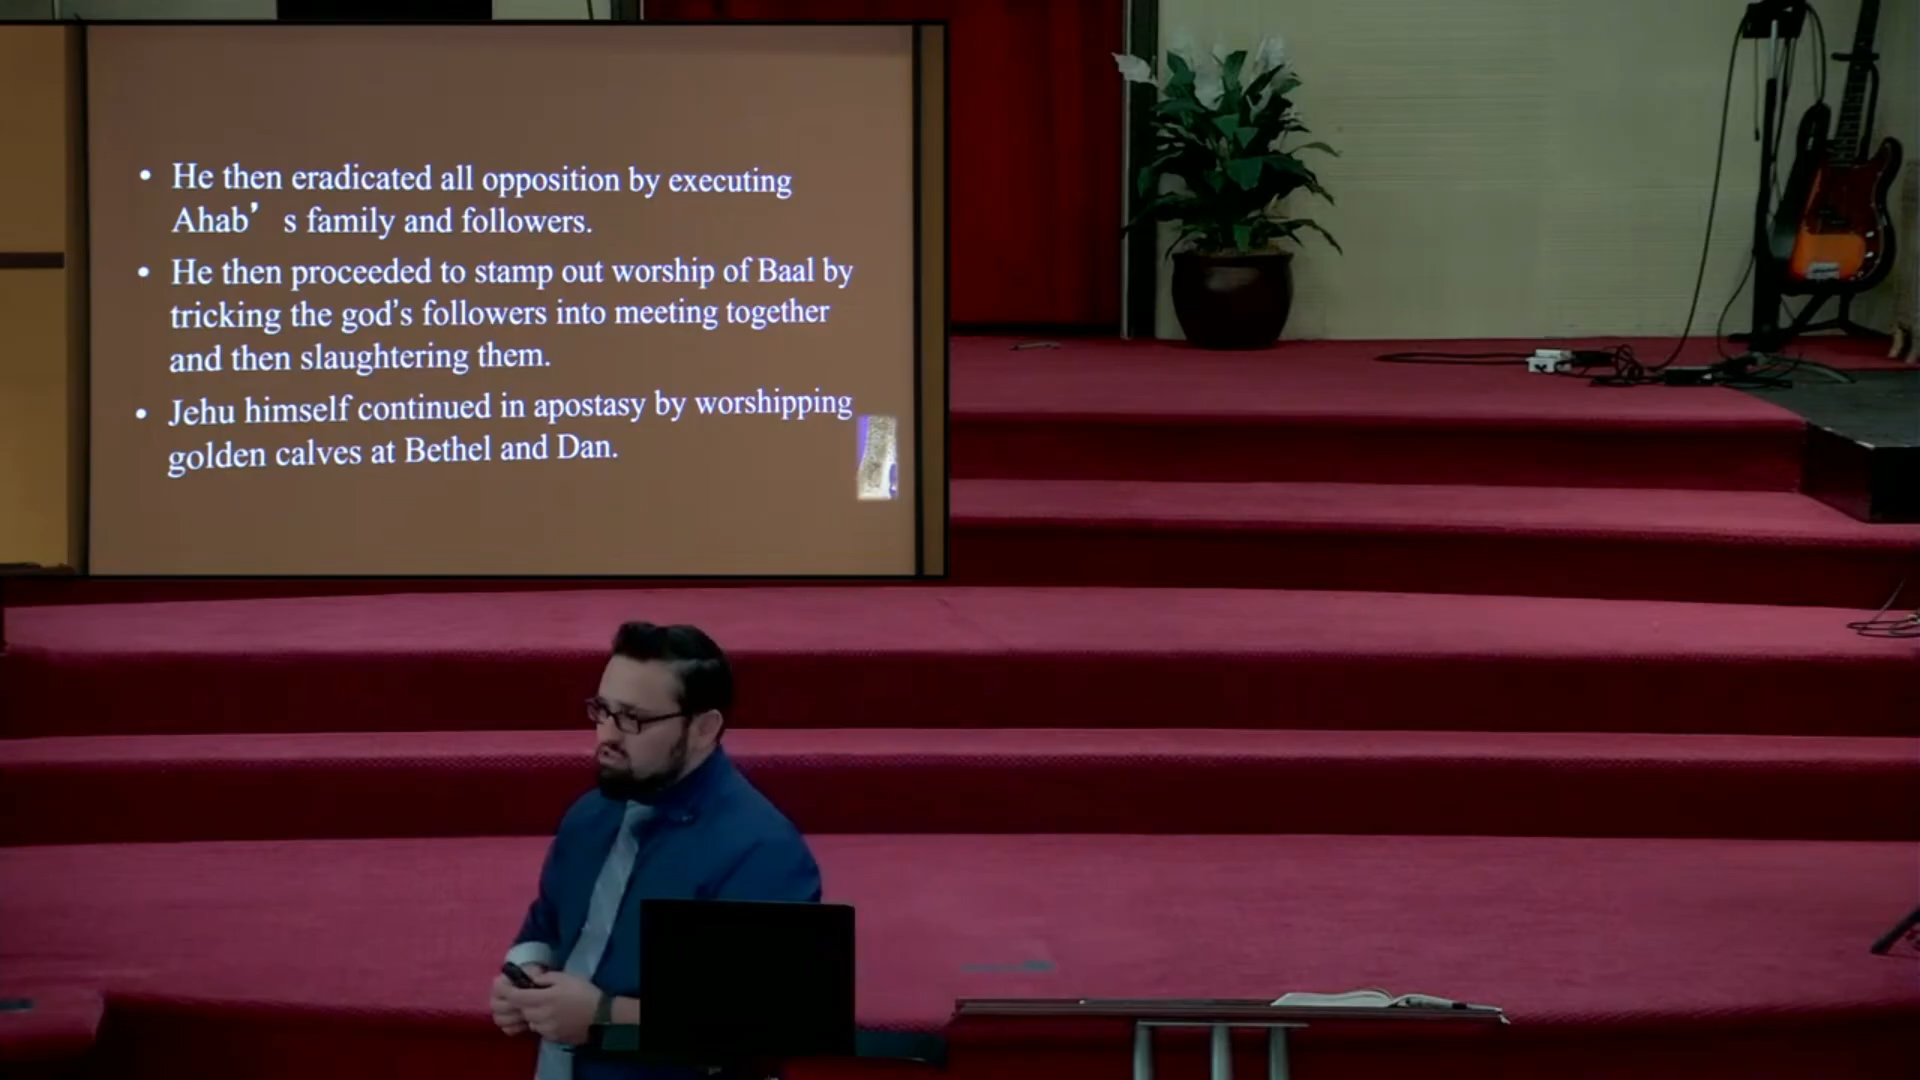 • He then eradicated all opposition by executing
Ahab’ s family and followers.
• He then proceeded to stamp out worship of Baal by
tricking the god's followers into meeting together
and then slaughtering them.
• Jehu himself continued in apostasy by worshipping
golden calves at Bethel and Dan.